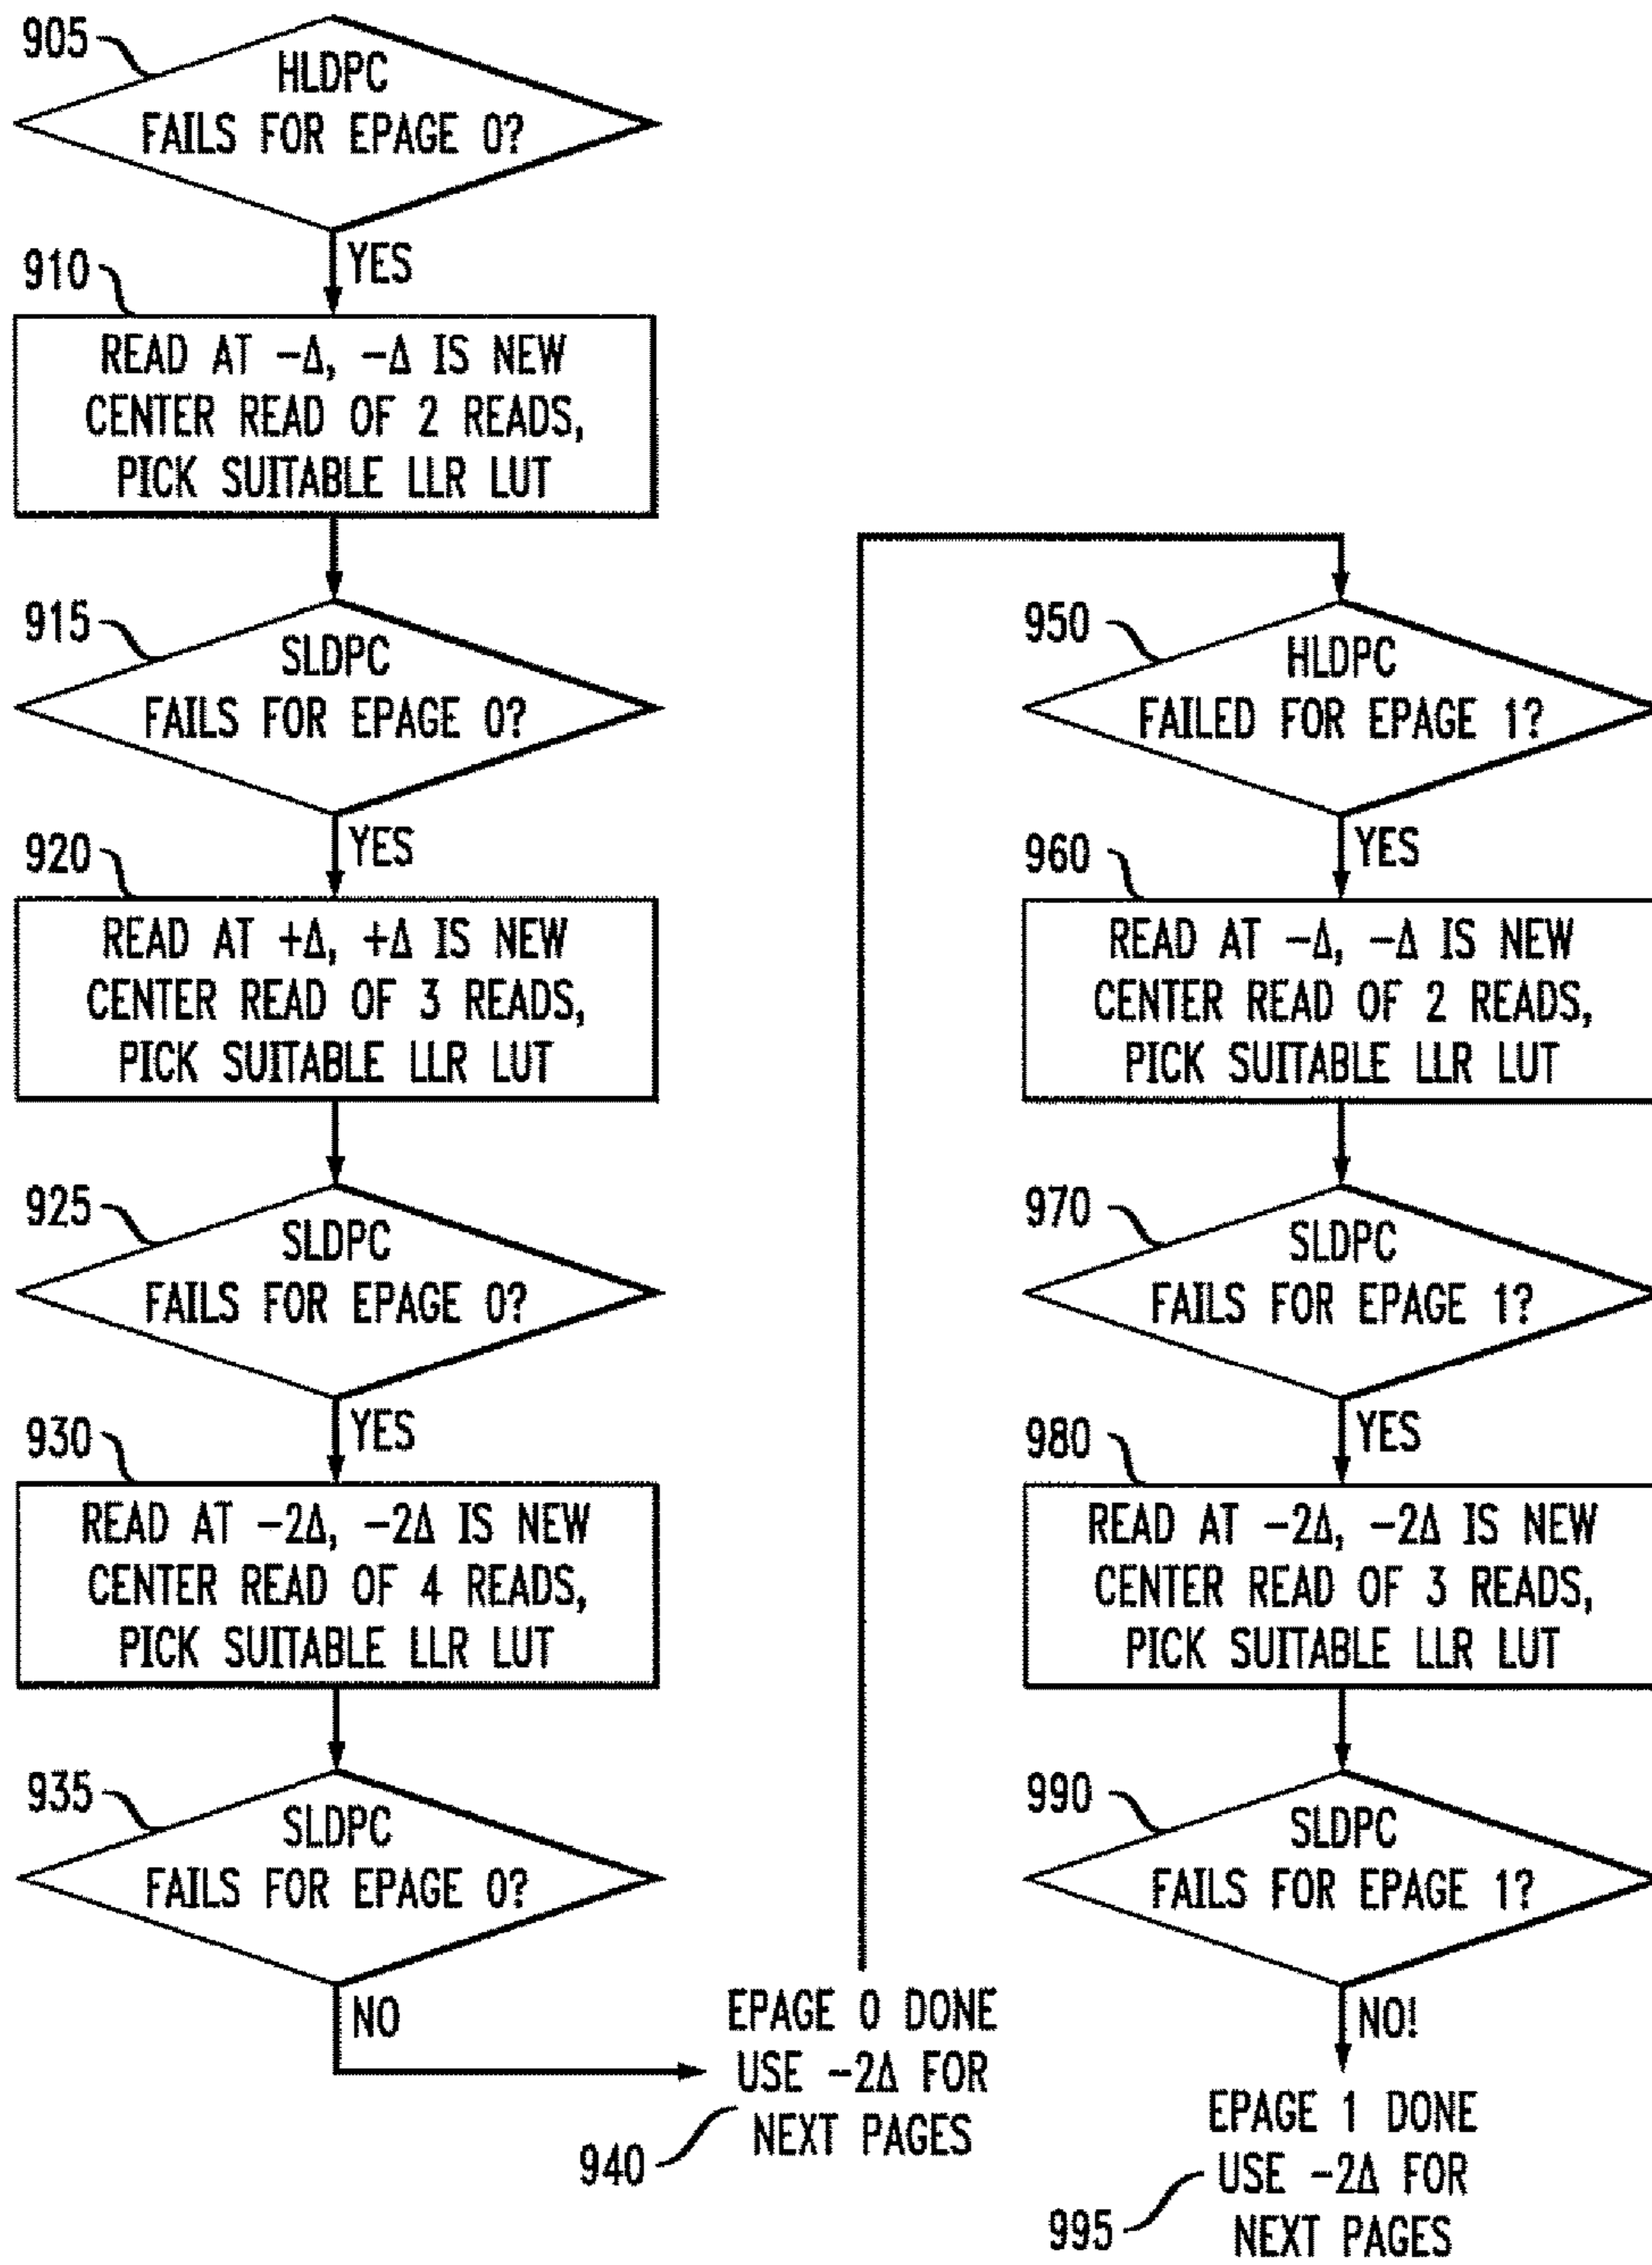 905
HLDPC
FAILS FOR EPAGE 0?
YES
910
READ AT -Δ, -Δ IS NEW
CENTER READ OF 2 READS,
PICK SUITABLE LLR LUT
915
SLDPC
FAILS FOR EPAGE 0?
YES
920
READ AT +Δ, +Δ IS NEW
CENTER READ OF 3 READS,
PICK SUITABLE LLR LUT
925
SLDPC
FAILS FOR EPAGE 0?
YES
930
READ AT -2Δ, -2Δ IS NEW
CENTER READ OF 4 READS,
PICK SUITABLE LLR LUT
935
SLDPC
FAILS FOR EPAGE 0?
NO
EPAGE 0 DONE
USE -2Δ FOR
NEXT PAGES
940
950
HLDPC
FAILED FOR EPAGE 1?
YES
960
READ AT -Δ, -Δ IS NEW
CENTER READ OF 2 READS,
PICK SUITABLE LLR LUT
970
SLDPC
FAILS FOR EPAGE 1?
YES
980
READ AT -2Δ, -2Δ IS NEW
CENTER READ OF 3 READS,
PICK SUITABLE LLR LUT
990
SLDPC
FAILS FOR EPAGE 1?
NO!
EPAGE 1 DONE
USE -2Δ FOR
NEXT PAGES
995